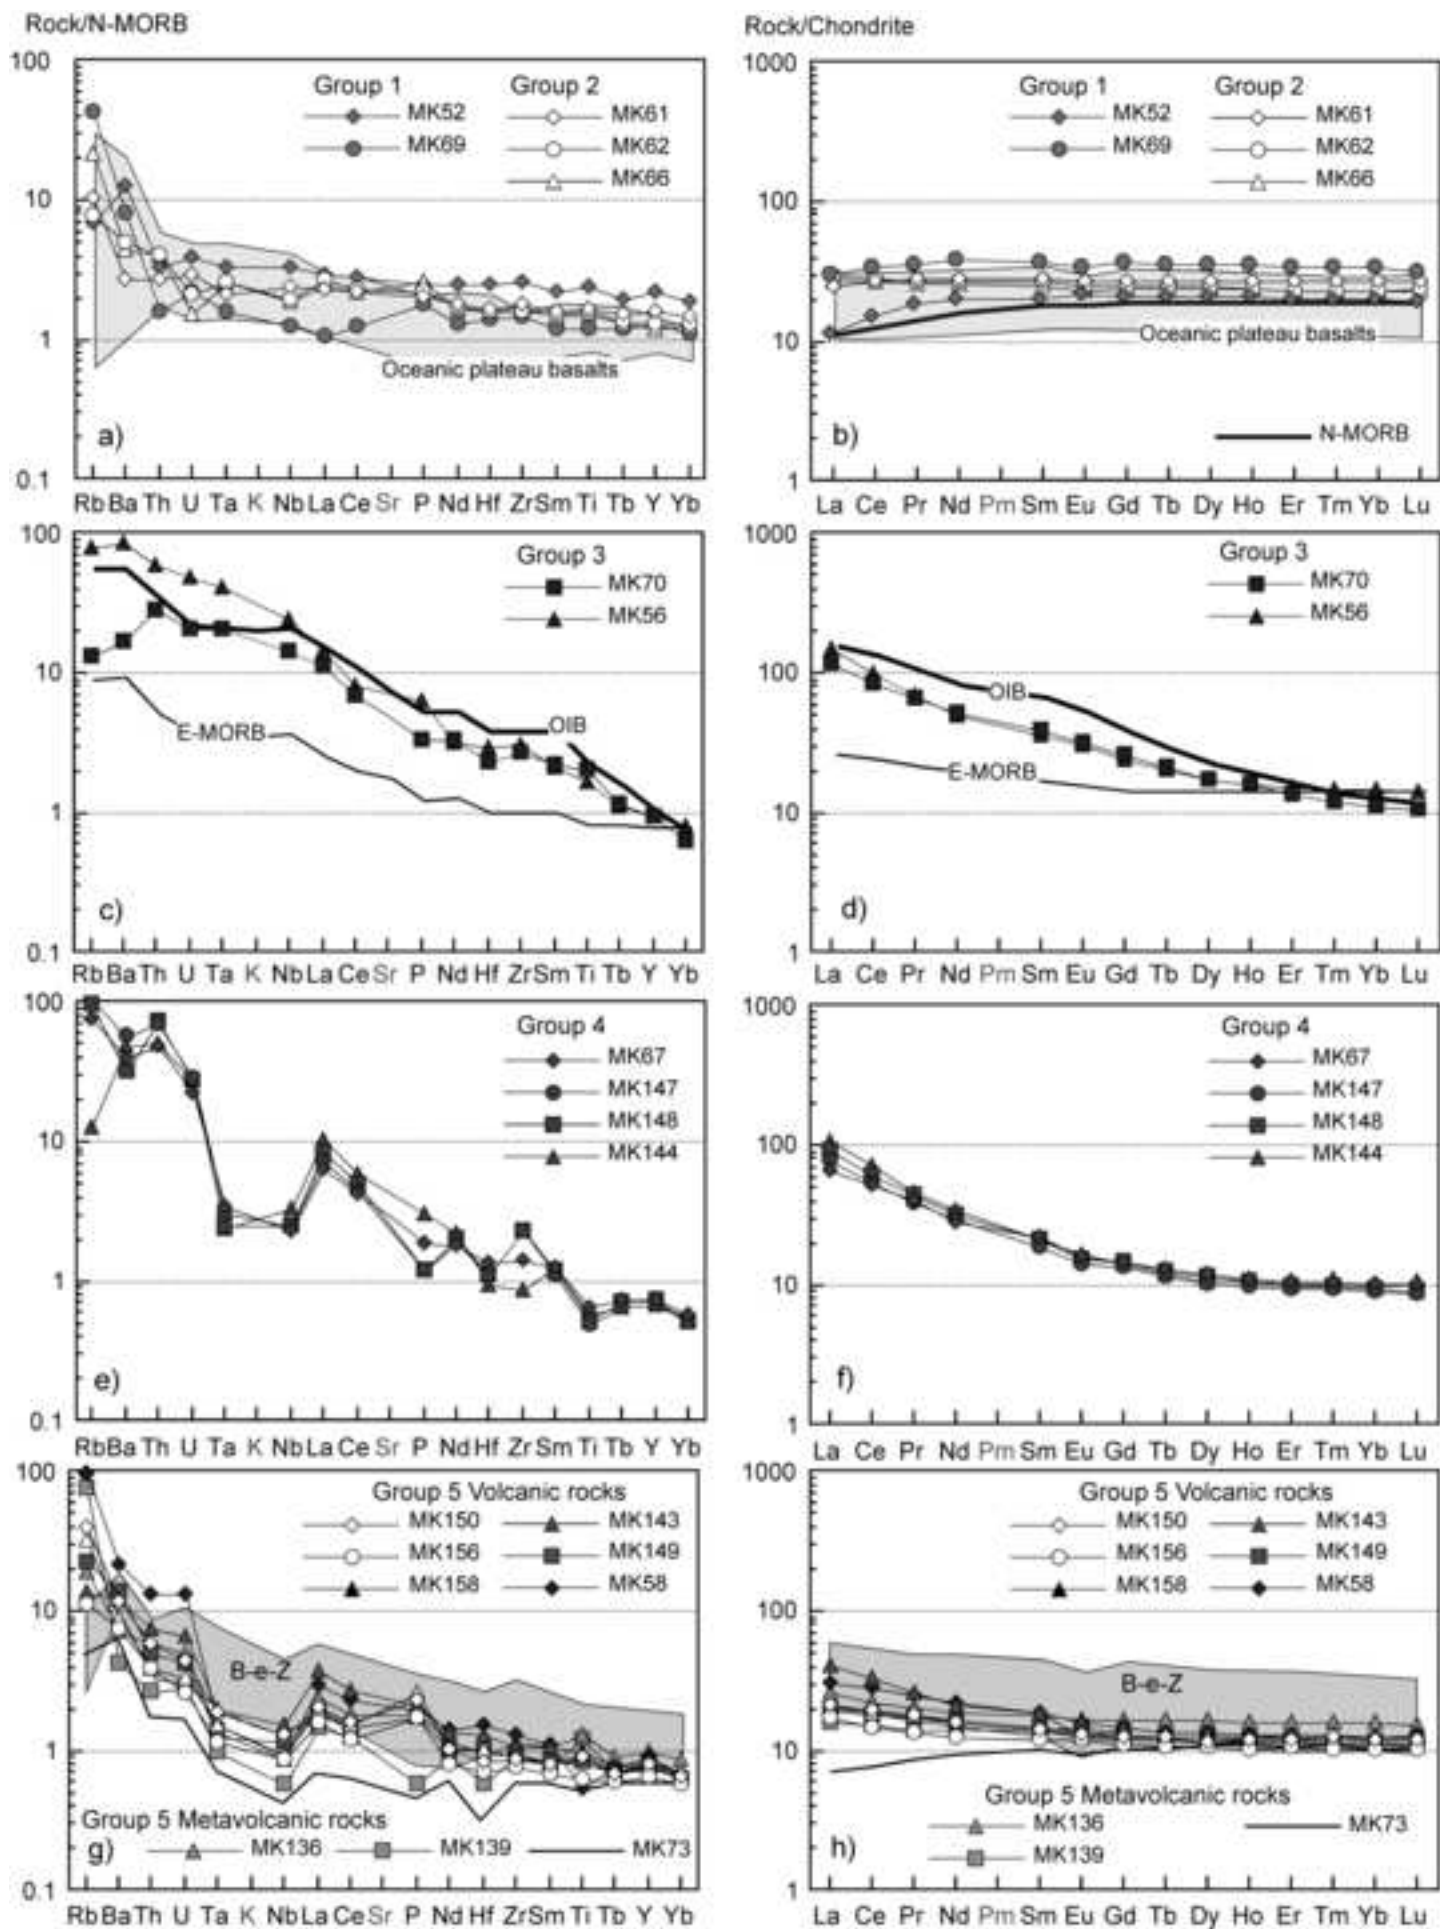 Rock/N-MORB
Rock/Chondrite
100
10
1
0.1
Group 1
MK52
MK69
Group 2
MK61
MK62
MK66
Oceanic plateau basalts
a)
Rb Ba Th U Ta K Nb La Ce Sr P Nd Hf Zr Sm Ti Tb Y Yb
1000
100
10
1
Group 1
MK52
MK69
Group 2
MK61
MK62
MK66
Oceanic plateau basalts
b)
N-MORB
La Ce Pr Nd Pm Sm Eu Gd Tb Dy Ho Er Tm Yb Lu
100
10
1
0.1
Group 3
MK70
MK56
OIB
E-MORB
c)
Rb Ba Th U Ta K Nb La Ce Sr P Nd Hf Zr Sm Ti Tb Y Yb
1000
100
10
1
Group 3
MK70
MK56
OIB
E-MORB
d)
La Ce Pr Nd Pm Sm Eu Gd Tb Dy Ho Er Tm Yb Lu
100
10
1
0.1
Group 4
MK67
MK147
MK148
MK144
e)
Rb Ba Th U Ta K Nb La Ce Sr P Nd Hf Zr Sm Ti Tb Y Yb
1000
100
10
1
Group 4
MK67
MK147
MK148
MK144
f)
La Ce Pr Nd Pm Sm Eu Gd Tb Dy Ho Er Tm Yb Lu
100
10
1
0.1
Group 5 Volcanic rocks
MK150 MK143
MK156 MK149
MK158 MK58
B-e-Z
Group 5 Metavolcanic rocks
g) MK136 MK139 MK73
Rb Ba Th U Ta K Nb La Ce Sr P Nd Hf Zr Sm Ti Tb Y Yb
1000
100
10
1
Group 5 Volcanic rocks
MK150 MK143
MK156 MK149
MK158 MK58
B-e-Z
Group 5 Metavolcanic rocks
MK136 MK73
h) MK139
La Ce Pr Nd Pm Sm Eu Gd Tb Dy Ho Er Tm Yb Lu